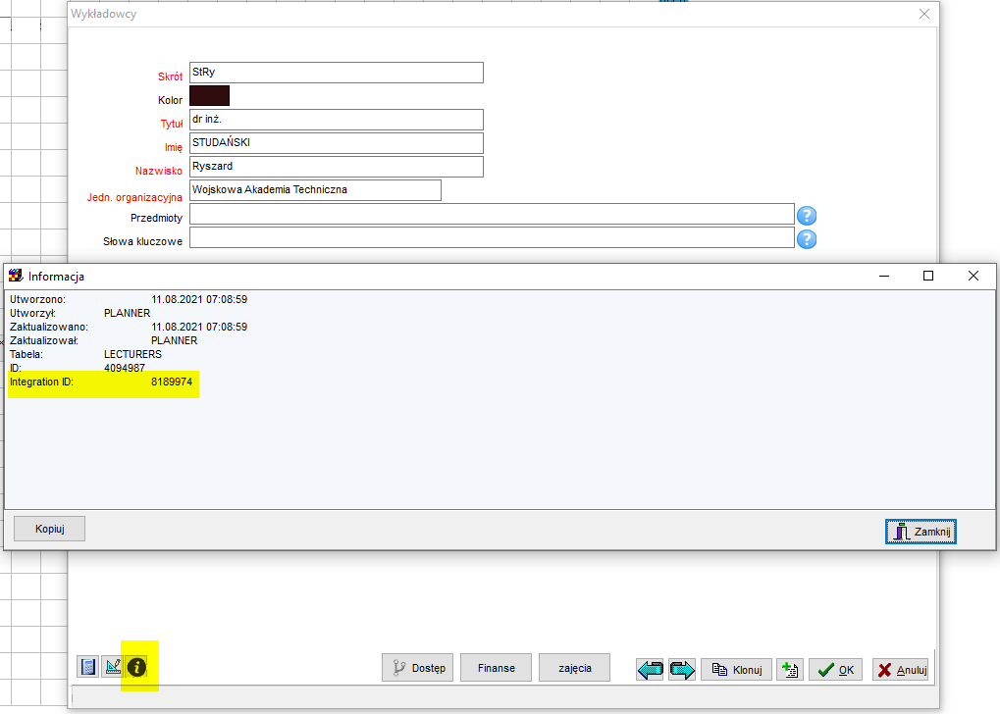 Wykładowcy
Skrót StRy
Kolor
Tytuł dr inż.
Imię STUDAŃSKI
Nazwisko Ryszard
Jedn. organizacyjna Wojskowa Akademia Techniczna
Przedmioty ?
Słowa kluczowe ?
Informacja
Utworzono: 11.08.2021 07:08:59
Utworzył: PLANNER
Zaktualizowano: 11.08.2021 07:08:59
Zaktualizował: PLANNER
Tabela: LECTURERS
ID: 4094987
Integration ID: 8189974
Kopiuj Zamknij
Dostęp Finanse zajęcia Klonuj OK Anuluj